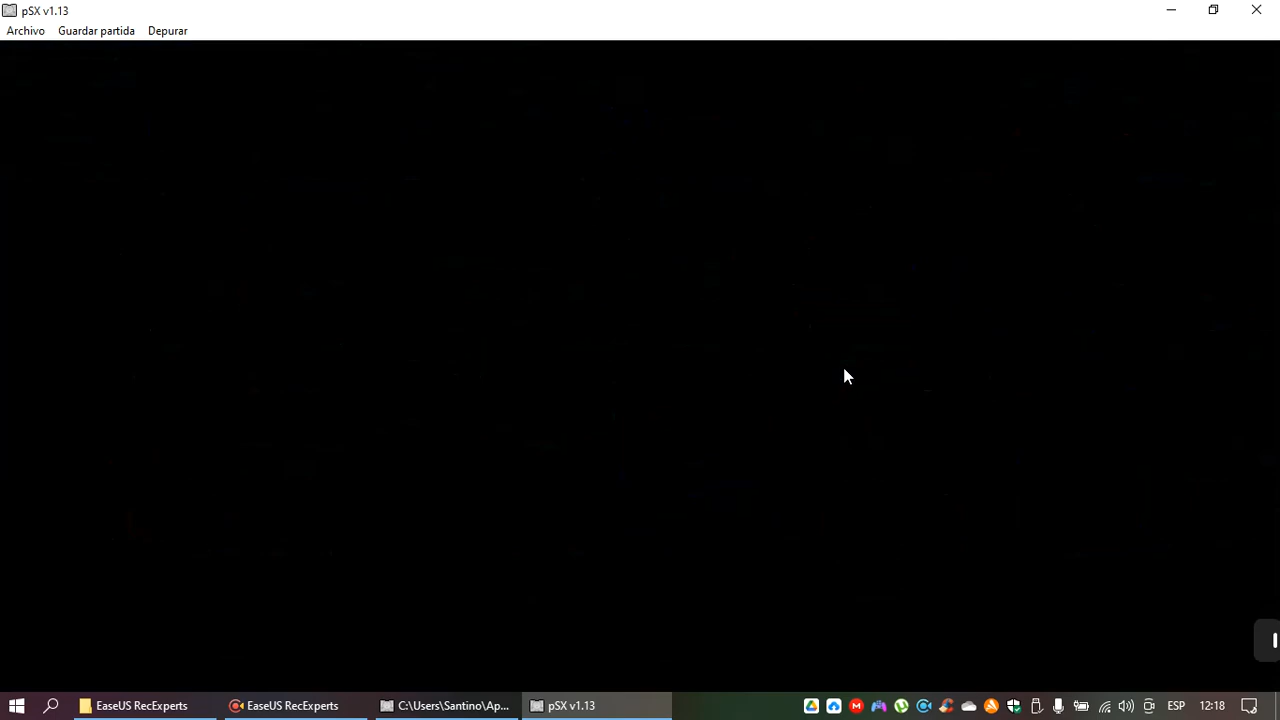 pSX v1.13
Archivo Guardar partida Depurar
EaseUS RecExperts EaseUS RecExperts C:\Users\Santino\Ap... pSX v1.13 ESP 12:18